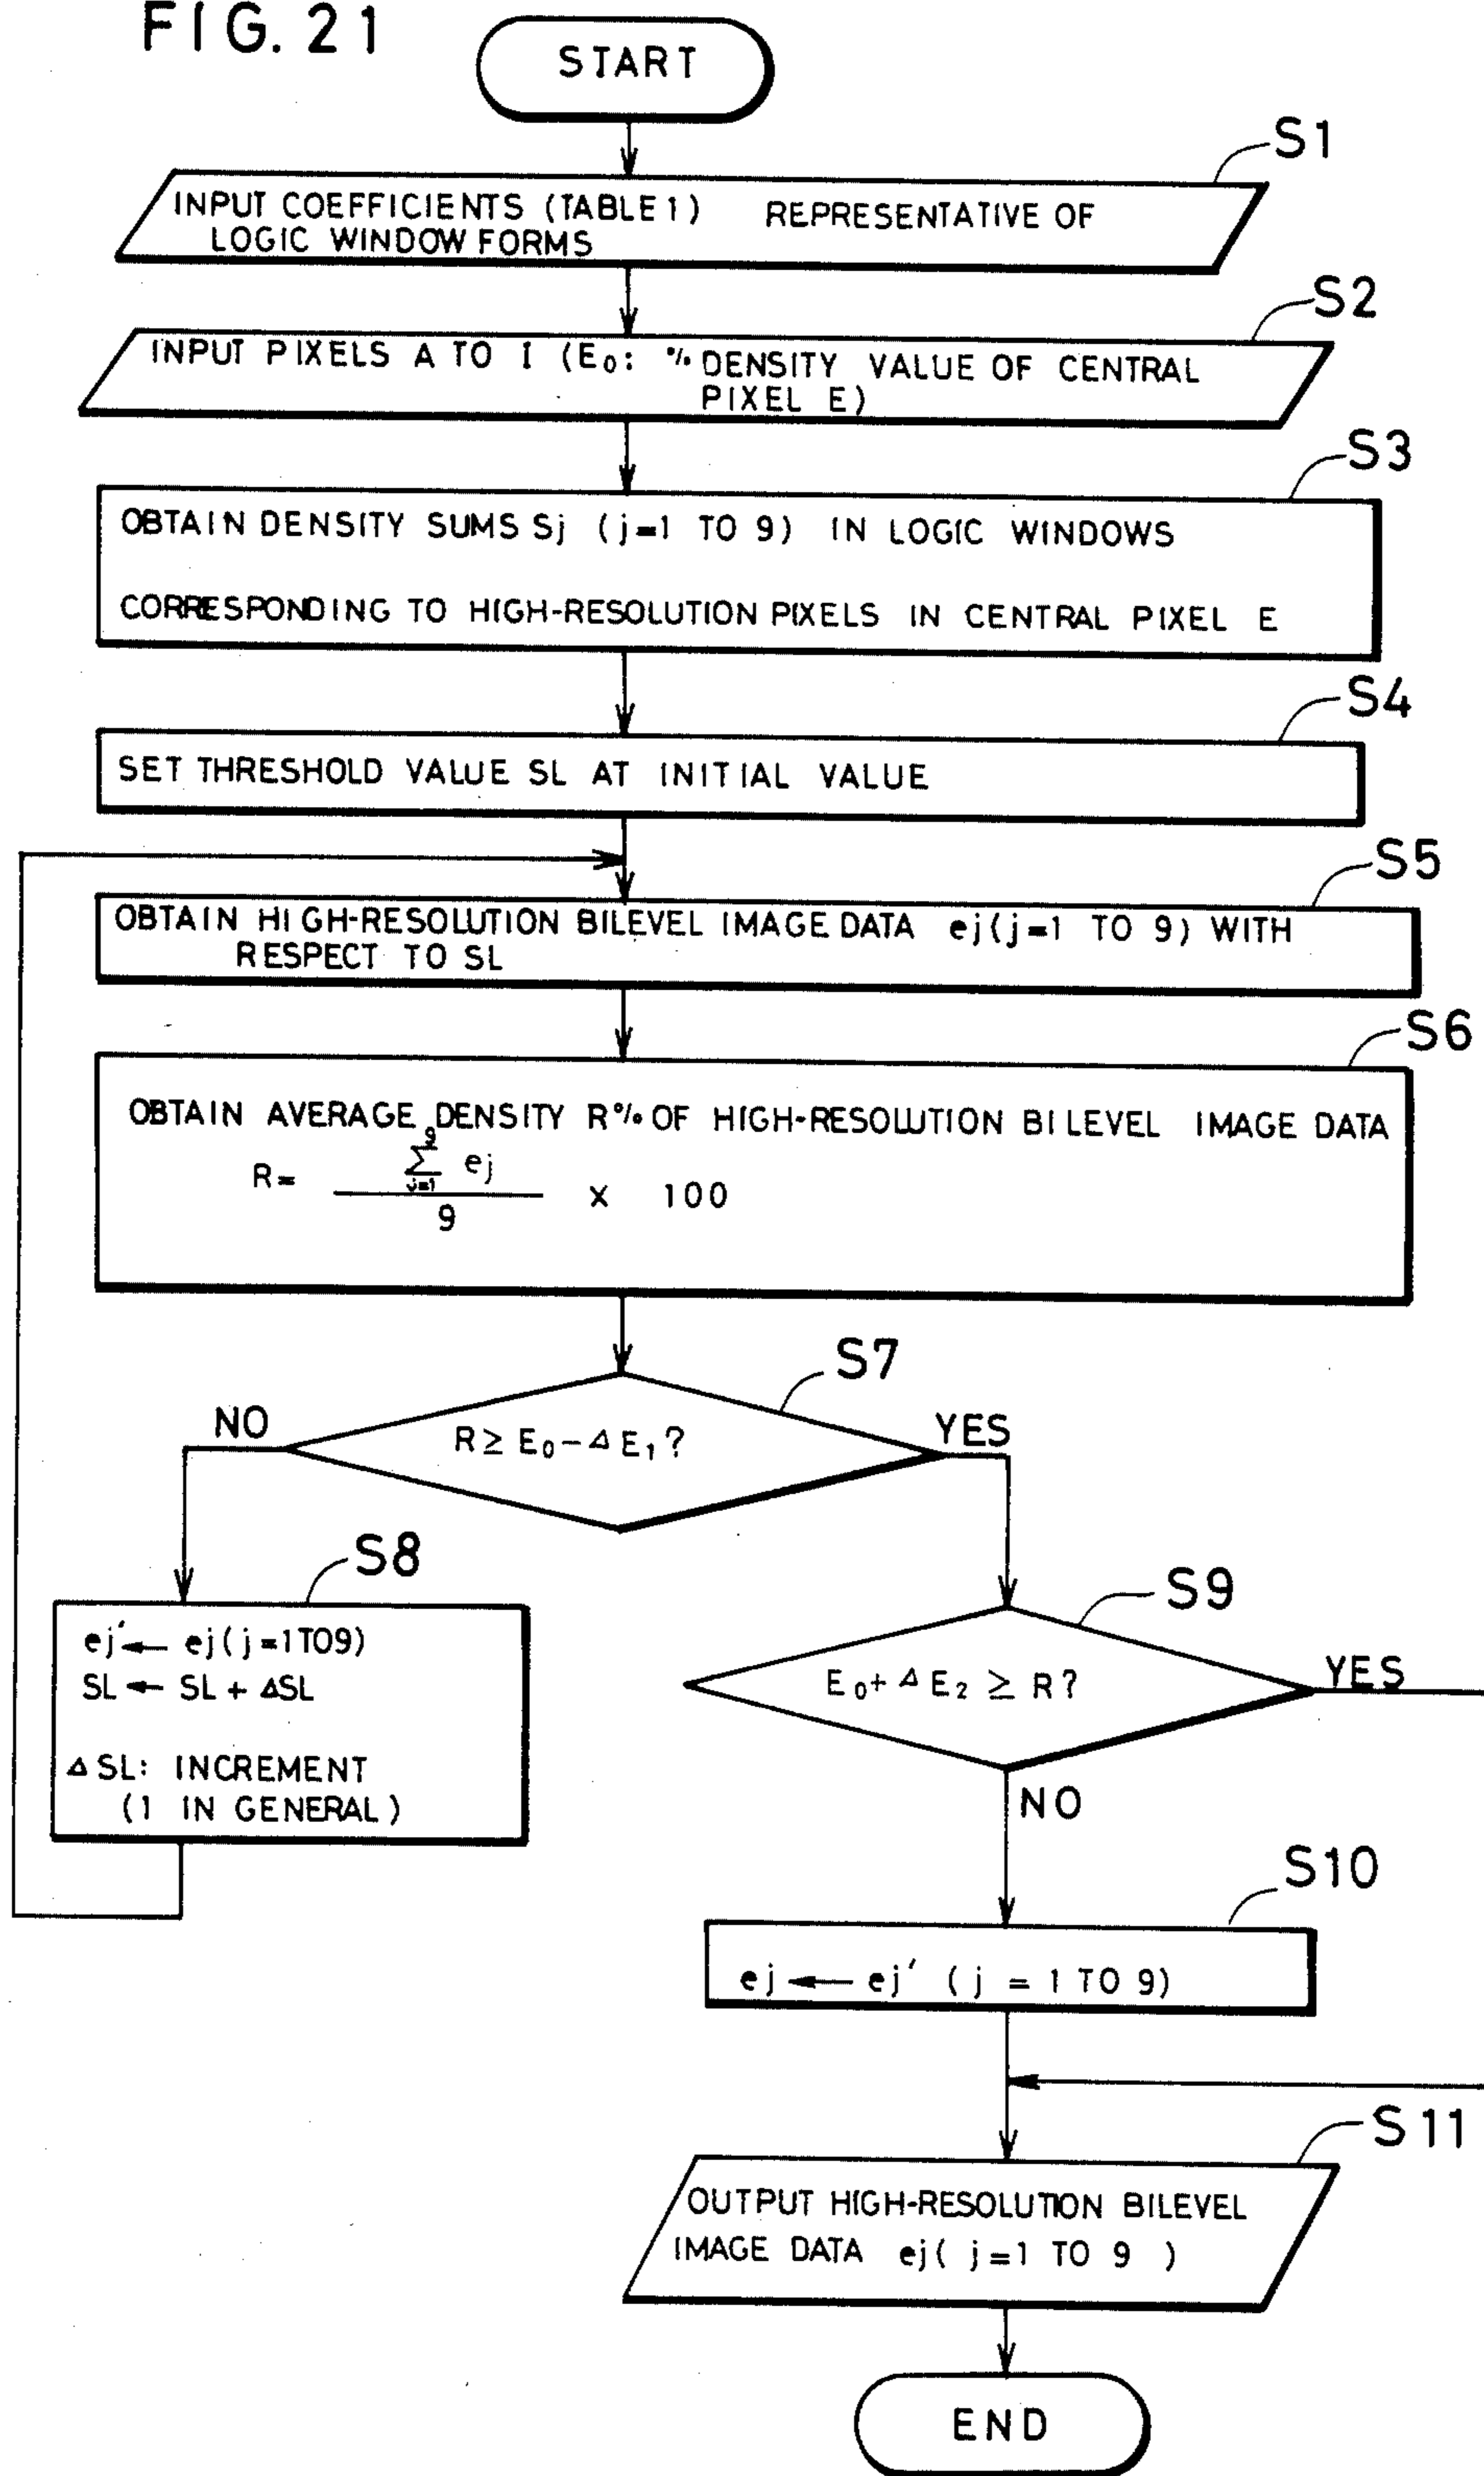 FIG. 21
START
S1
INPUT COEFFICIENTS (TABLE 1) REPRESENTATIVE OF
LOGIC WINDOW FORMS
S2
INPUT PIXELS A TO I (E₀: % DENSITY VALUE OF CENTRAL
PIXEL E)
S3
OBTAIN DENSITY SUMS Sj (j=1 TO 9) IN LOGIC WINDOWS
CORRESPONDING TO HIGH-RESOLUTION PIXELS IN CENTRAL PIXEL E
S4
SET THRESHOLD VALUE SL AT INITIAL VALUE
S5
OBTAIN HIGH-RESOLUTION BILEVEL IMAGE DATA ej(j=1 TO 9) WITH
RESPECT TO SL
S6
OBTAIN AVERAGE DENSITY R% OF HIGH-RESOLUTION BILEVEL IMAGE DATA
9
R= Σ ej
j=1
9
× 100
S7
NO
R ≥ E₀ - Δ E₁ ?
YES
S8
ej′ ← ej(j=1TO9)
SL ← SL + ΔSL
Δ SL: INCREMENT
(1 IN GENERAL)
S9
E₀ + Δ E₂ ≥ R ?
YES
NO
S10
ej ← ej′ (j = 1 TO 9)
S11
OUTPUT HIGH-RESOLUTION BILEVEL
IMAGE DATA ej( j=1 TO 9 )
END